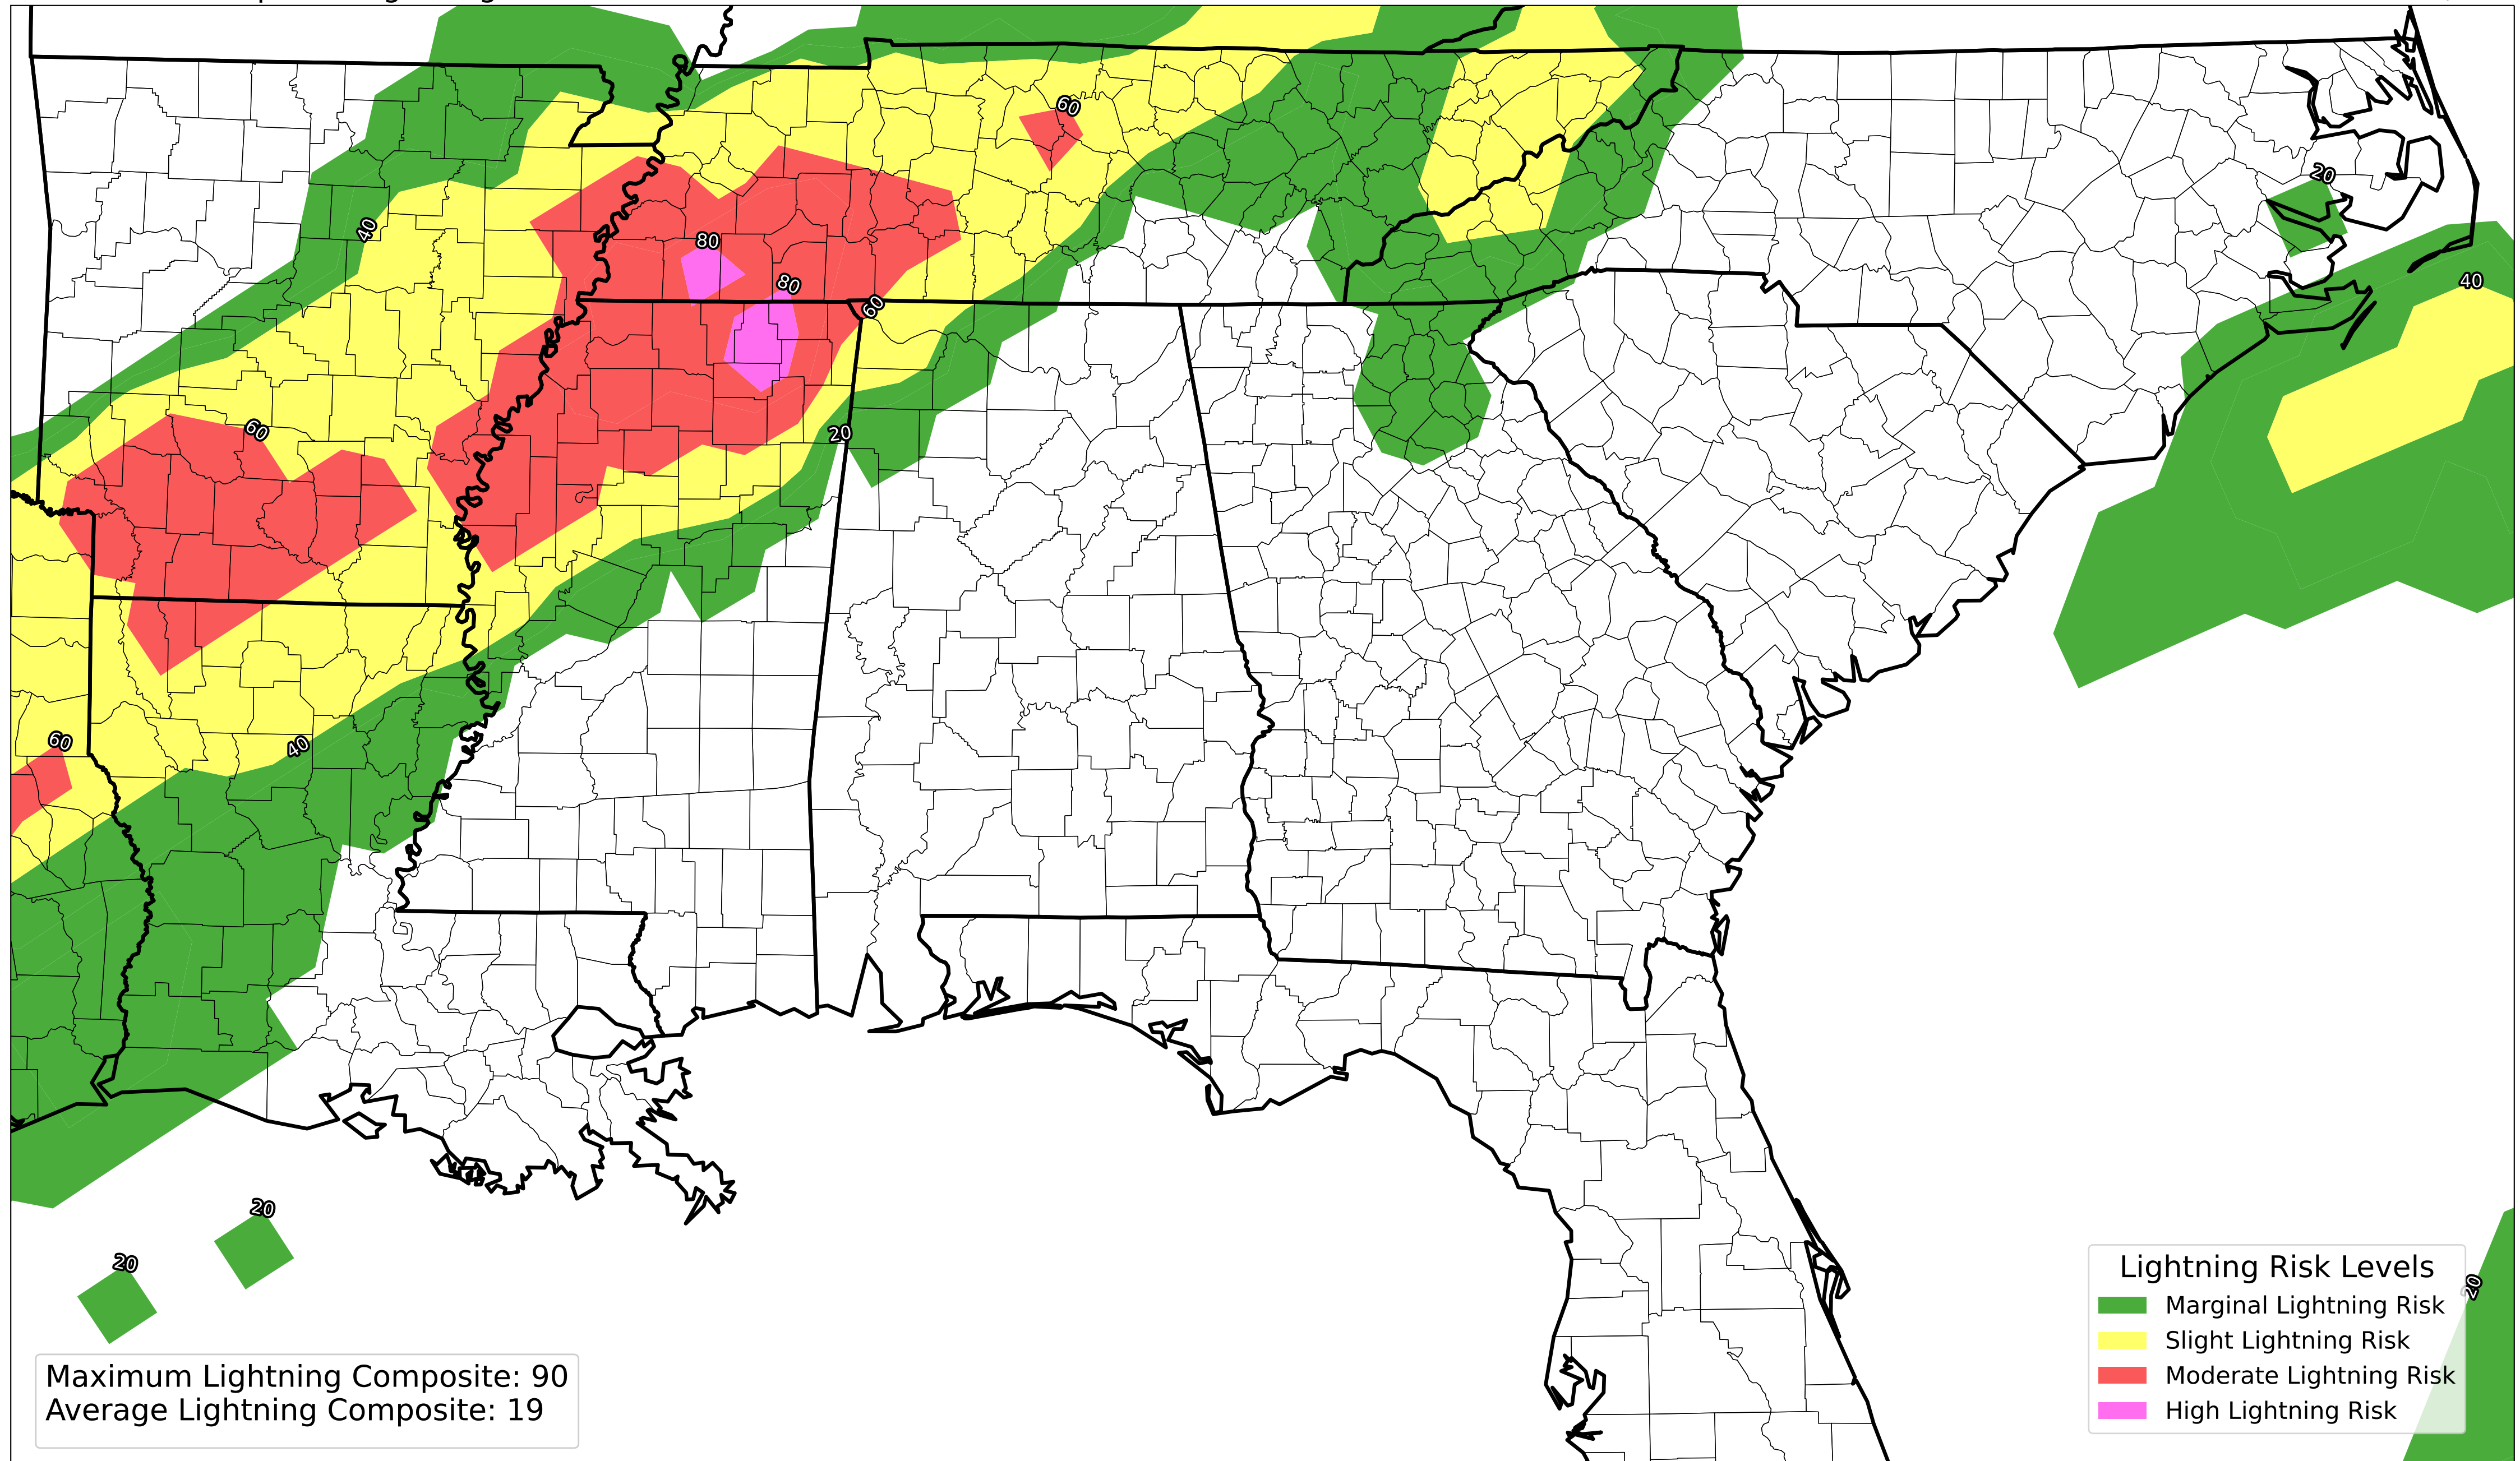 60
40
20
80
80
60
40
20
60
60
40
20
20
20
Lightning Risk Levels
Marginal Lightning Risk
Slight Lightning Risk
Moderate Lightning Risk
High Lightning Risk
Maximum Lightning Composite: 90
Average Lightning Composite: 19